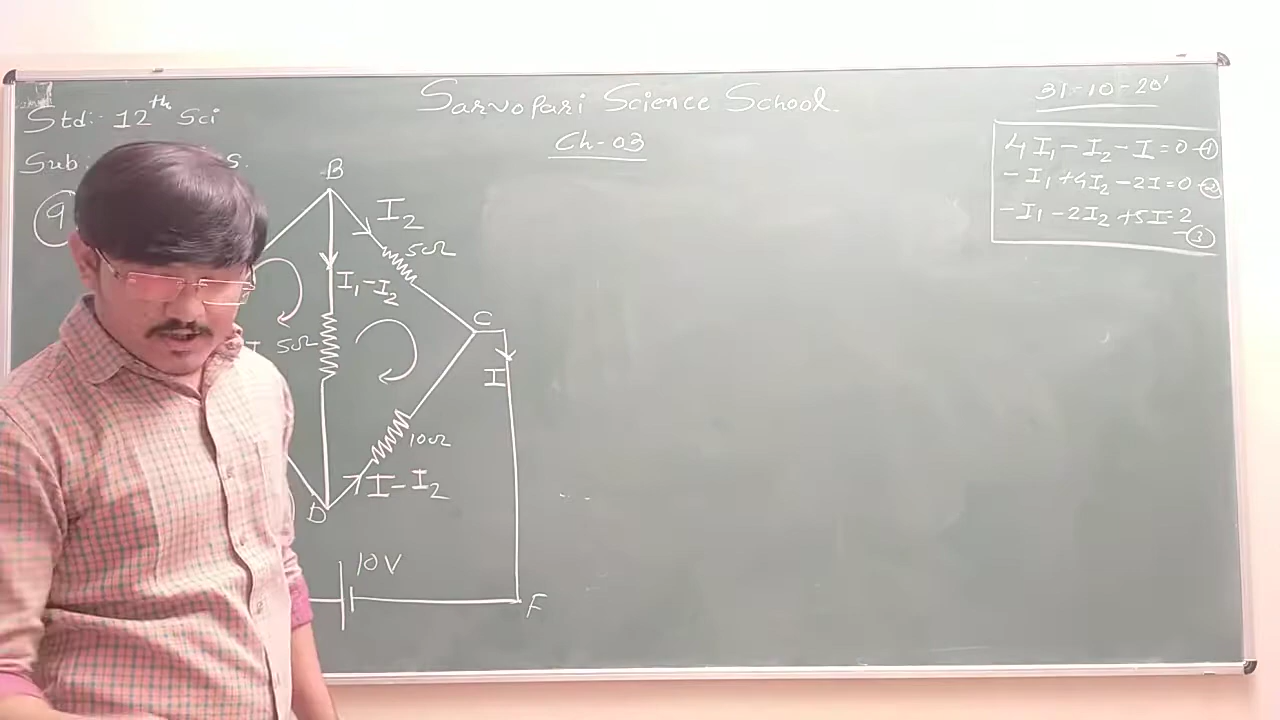 Sarvopari Science School
31-10-20'
Std:- 12th Sci
Ch-03
Sub:
9
4I₁ - I₂ - I = 0 -①
- I₁ + 4I₂ - 2I = 0 -②
- I₁ - 2I₂ + 5I = 2
-③
B
I₂
5Ω
I₁-I₂
C
5Ω
I
10Ω
I-I₂
D
10V
F